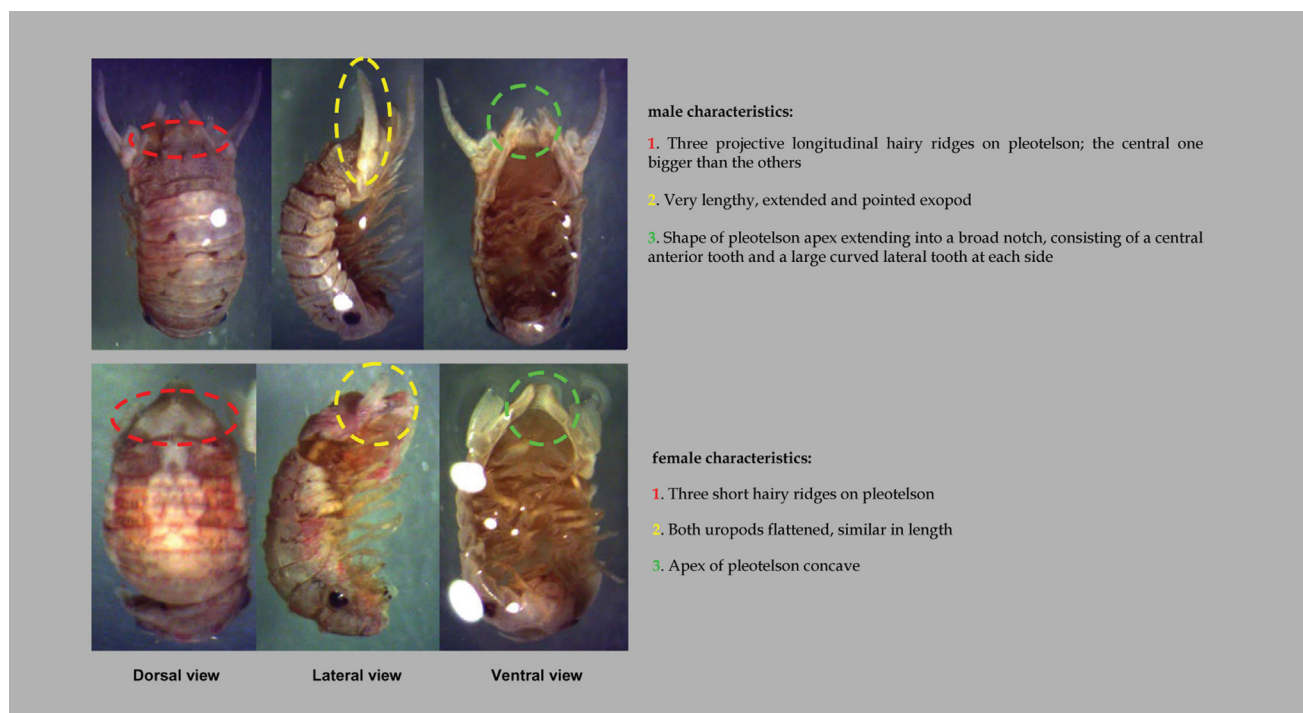 male characteristics:
1. Three projective longitudinal hairy ridges on pleotelson; the central one
bigger than the others
2. Very lengthy, extended and pointed exopod
3. Shape of pleotelson apex extending into a broad notch, consisting of a central
anterior tooth and a large curved lateral tooth at each side
female characteristics:
1. Three short hairy ridges on pleotelson
2. Both uropods flattened, similar in length
3. Apex of pleotelson concave
Dorsal view
Lateral view
Ventral view